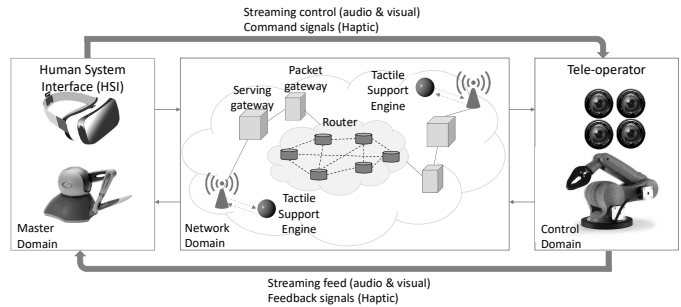 Streaming control (audio & visual)
Command signals (Haptic)
Human System
Interface (HSI)
Master
Domain
Packet
gateway
Serving
gateway
Router
Tactile
Support
Engine
Tactile
Support
Engine
Network
Domain
Tele-operator
Control
Domain
Streaming feed (audio & visual)
Feedback signals (Haptic)